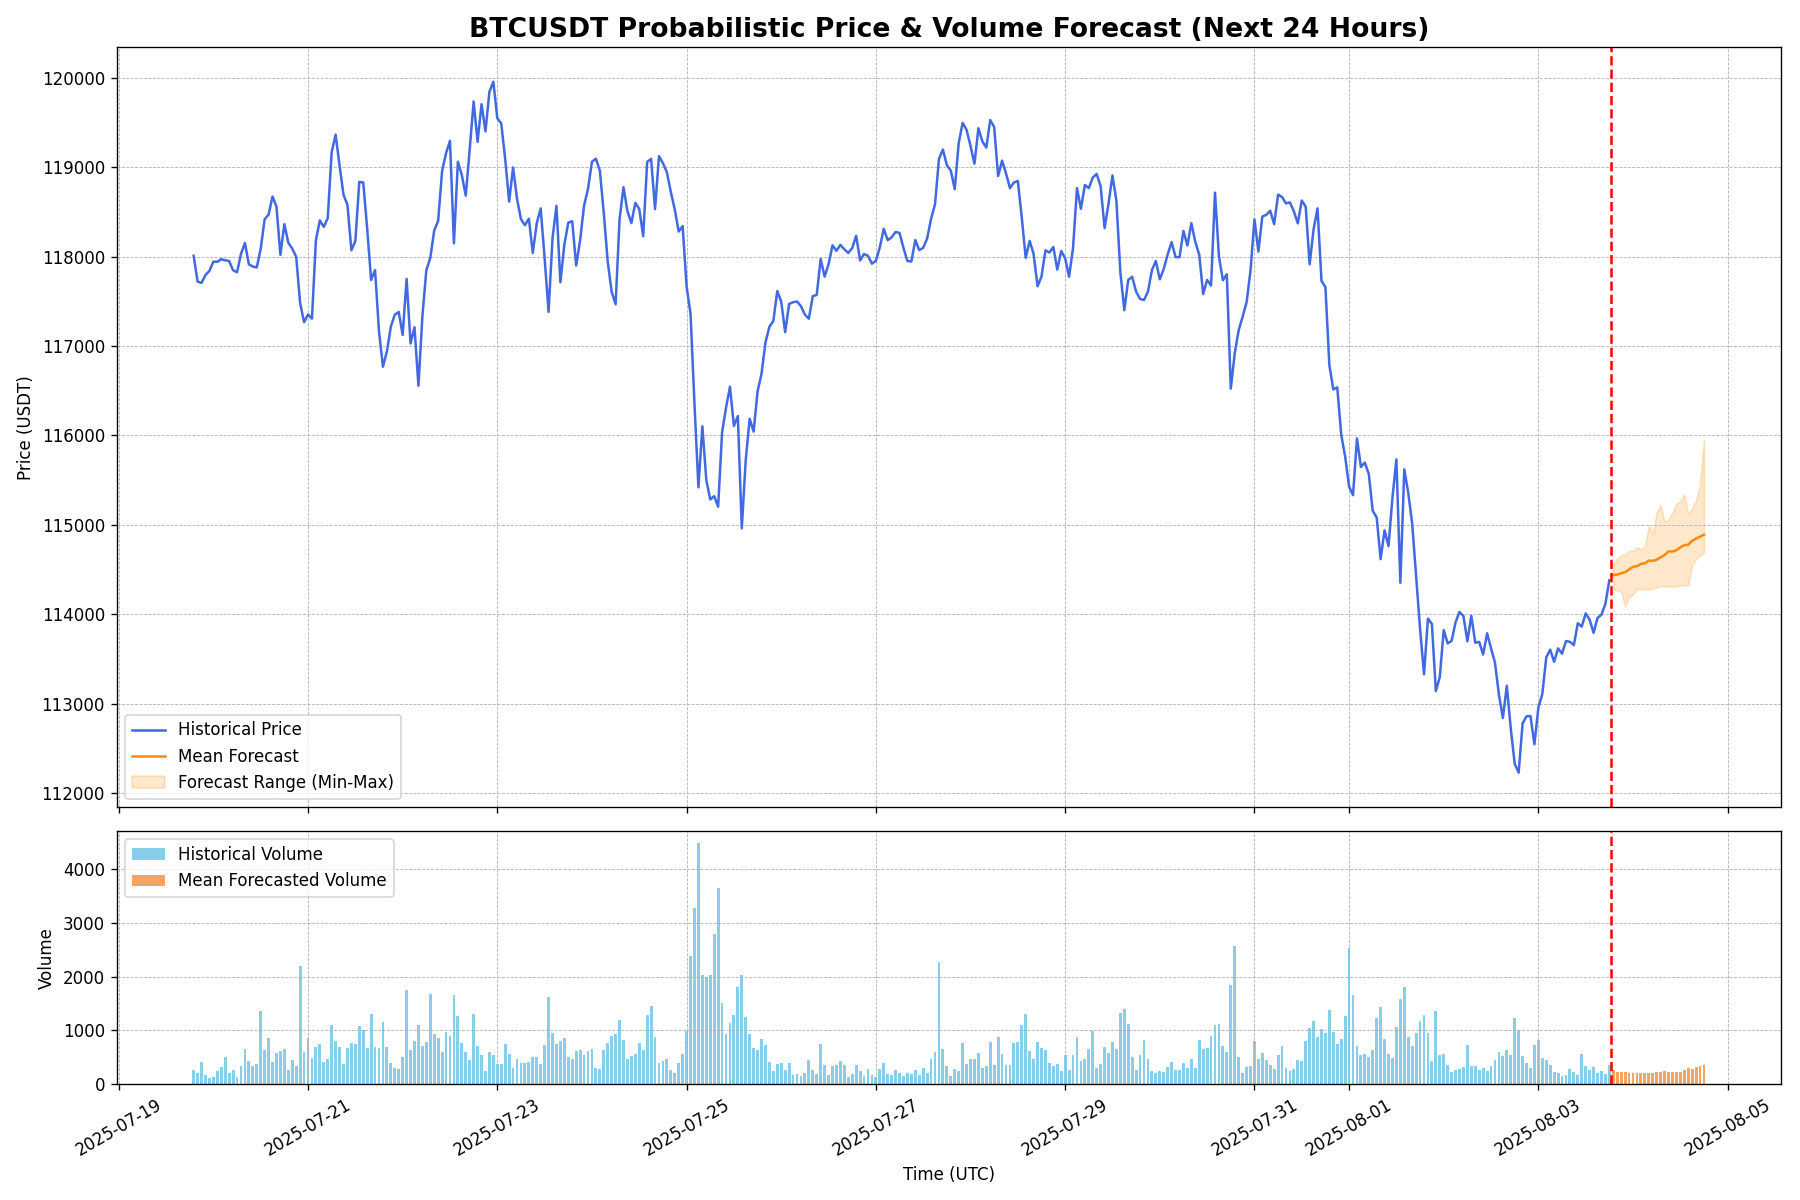 BTCUSDT Probabilistic Price & Volume Forecast (Next 24 Hours)
120000
119000
118000
117000
116000
115000
114000
113000
112000
Price (USDT)
Historical Price
Mean Forecast
Forecast Range (Min-Max)
Historical Volume
Mean Forecasted Volume
4000
3000
2000
1000
0
Volume
2025-07-19
2025-07-21
2025-07-23
2025-07-25
2025-07-27
2025-07-29
2025-07-31
2025-08-01
2025-08-03
2025-08-05
Time (UTC)